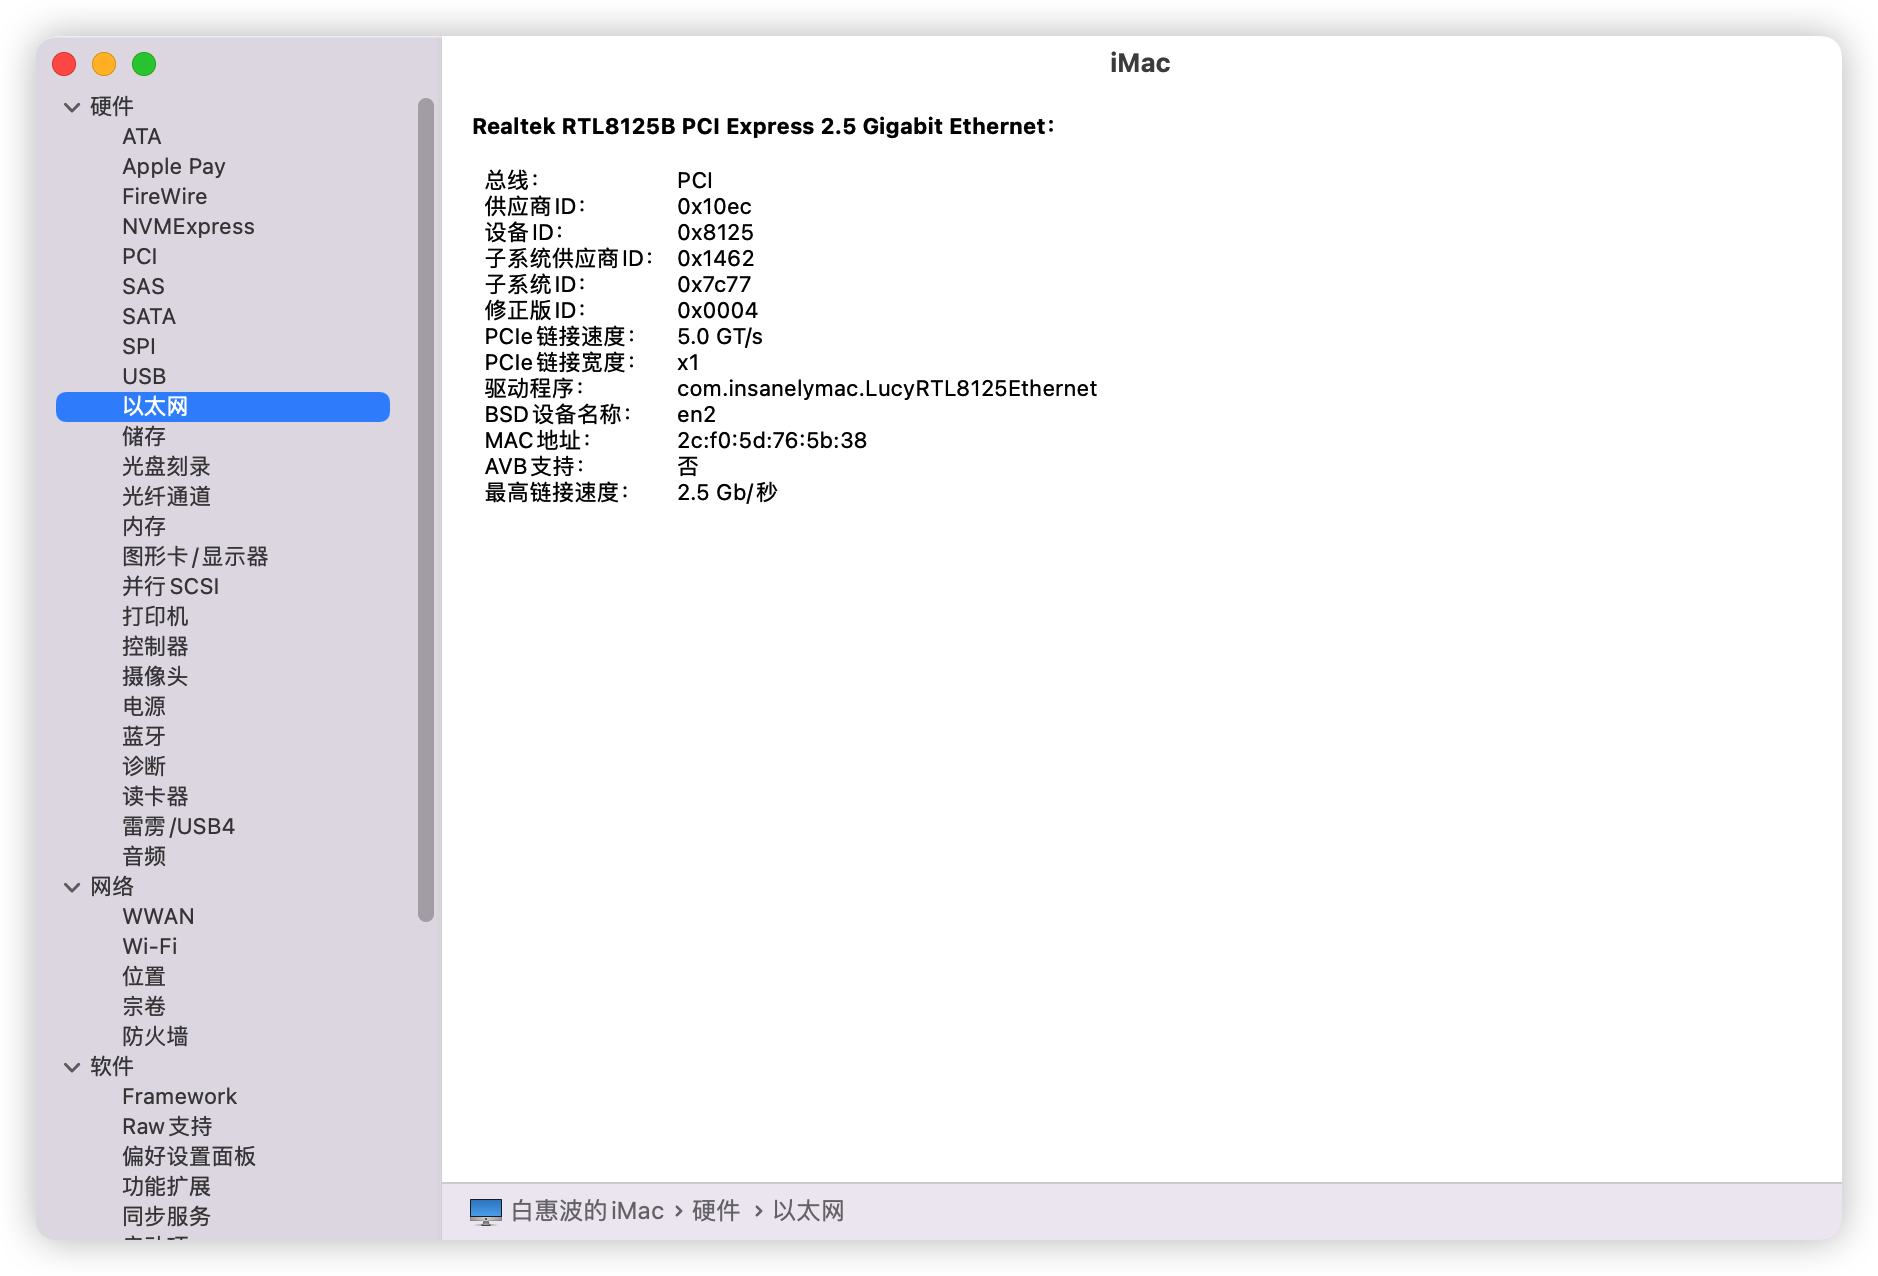 iMac
硬件
ATA
Apple Pay
FireWire
NVMExpress
PCI
SAS
SATA
SPI
USB
以太网
储存
光盘刻录
光纤通道
内存
图形卡/显示器
并行SCSI
打印机
控制器
摄像头
电源
蓝牙
诊断
读卡器
雷雳/USB4
音频
网络
WWAN
Wi-Fi
位置
宗卷
防火墙
软件
Framework
Raw支持
偏好设置面板
功能扩展
同步服务
Realtek RTL8125B PCI Express 2.5 Gigabit Ethernet：
总线： PCI
供应商ID： 0x10ec
设备ID： 0x8125
子系统供应商ID： 0x1462
子系统ID： 0x7c77
修正版ID： 0x0004
PCIe链接速度： 5.0 GT/s
PCIe链接宽度： x1
驱动程序： com.insanelymac.LucyRTL8125Ethernet
BSD设备名称： en2
MAC地址： 2c:f0:5d:76:5b:38
AVB支持： 否
最高链接速度： 2.5 Gb/秒
白惠波的iMac › 硬件 › 以太网